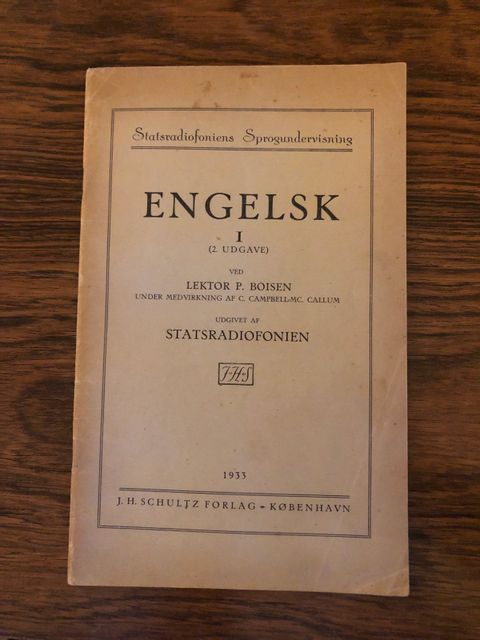 Statsradiofoniens Sprogundervisning
ENGELSK
I
(2. UDGAVE)
VED
LEKTOR P. BOISEN
UNDER MEDVIRKNING AF C. CAMPBELL-MC. CALLUM
UDGIVET AF
STATSRADIOFONIEN
J·H·S
1933
J. H. SCHULTZ FORLAG - KØBENHAVN